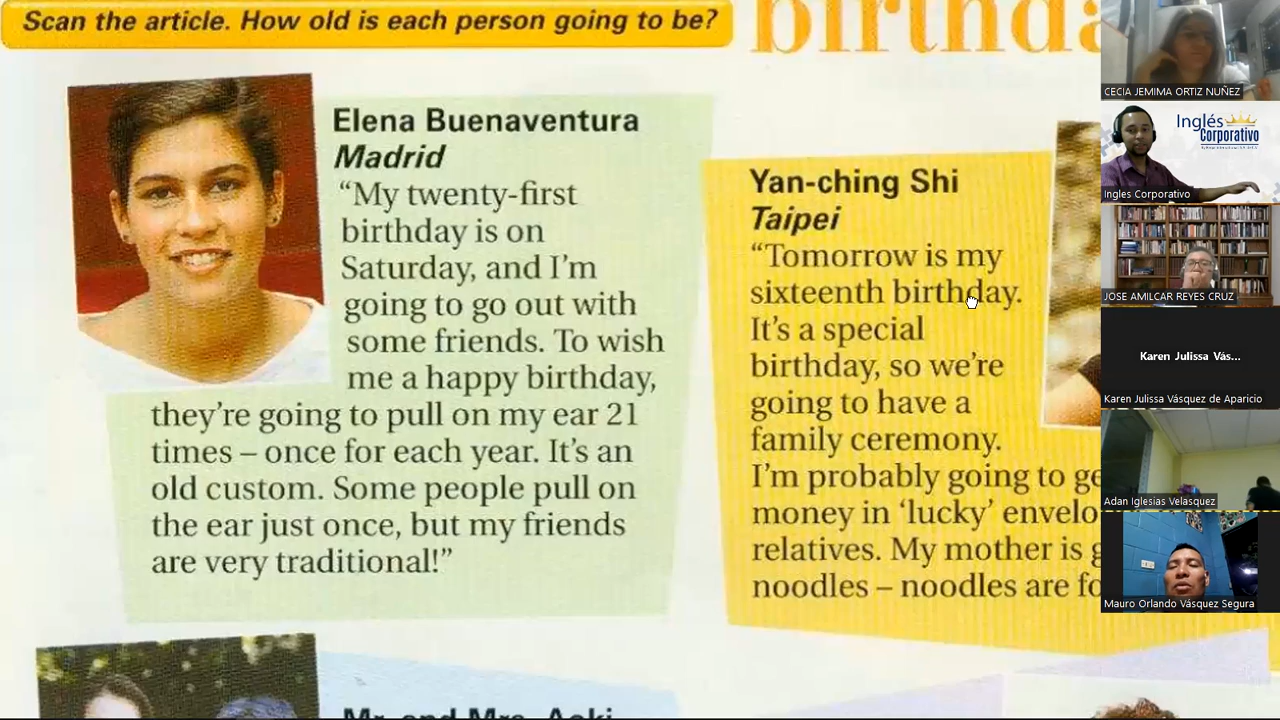 Scan the article. How old is each person going to be?
Elena Buenaventura
Madrid
“My twenty-first
birthday is on
Saturday, and I’m
going to go out with
some friends. To wish
me a happy birthday,
they’re going to pull on my ear 21
times – once for each year. It’s an
old custom. Some people pull on
the ear just once, but my friends
are very traditional!”
Yan-ching Shi
Taipei
“Tomorrow is my
sixteenth birthday.
It’s a special
birthday, so we’re
going to have a
family ceremony.
I’m probably going to
money in ‘lucky’
relatives. My mother is
noodles – noodles are
Mr. and Mrs. Aoki
CECIA JEMIMA ORTIZ NUÑEZ
Inglés
Corporativo
Ingles Corporativo
JOSE AMILCAR REYES CRUZ
Karen Julissa Vás...
Karen Julissa Vásquez de Aparicio
Adan Iglesias Velasquez
Mauro Orlando Vásquez Segura